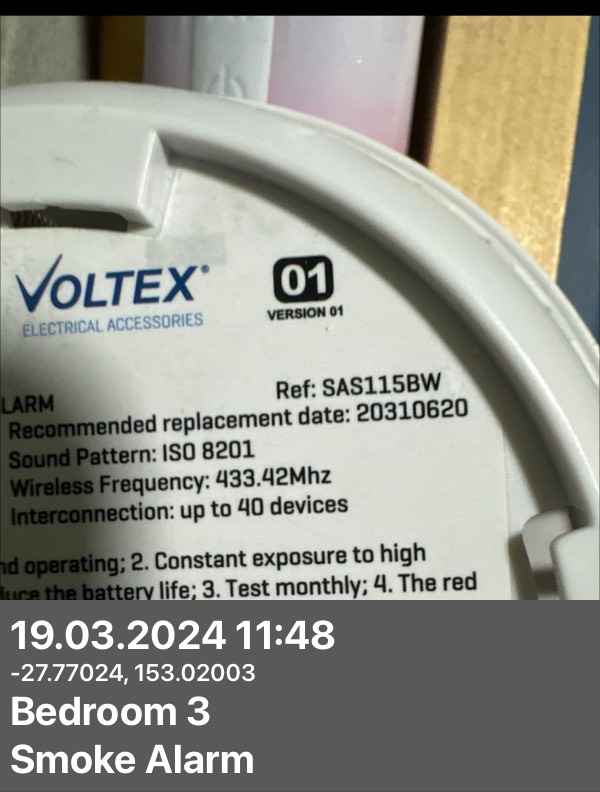 VOLTEX®
ELECTRICAL ACCESSORIES
01
VERSION 01
LARM
Ref: SAS115BW
Recommended replacement date: 20310620
Sound Pattern: ISO 8201
Wireless Frequency: 433.42Mhz
Interconnection: up to 40 devices
nd operating; 2. Constant exposure to high
uce the battery life; 3. Test monthly; 4. The red
19.03.2024 11:48
-27.77024, 153.02003
Bedroom 3
Smoke Alarm